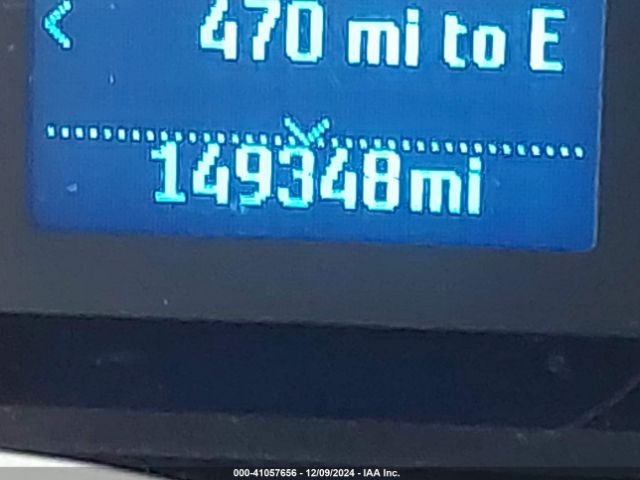 470 mi to E
149348mi
000-41057656 - 12/09/2024 - IAA Inc.